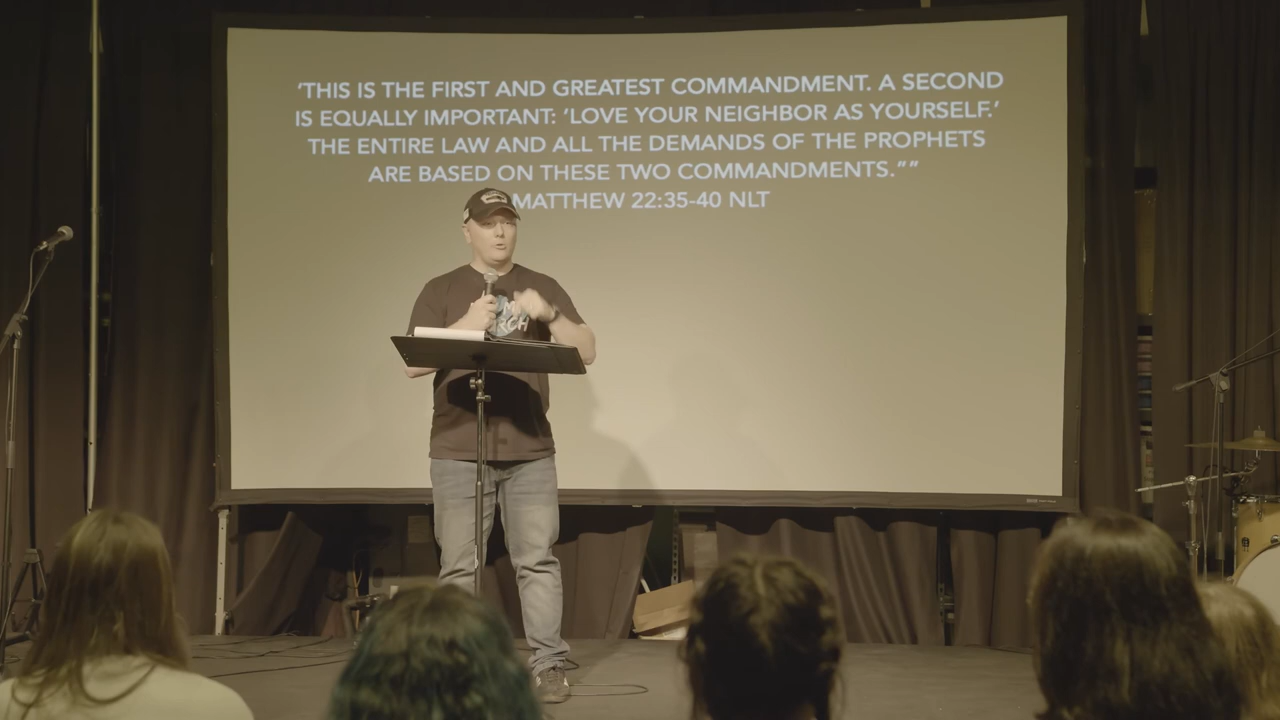 ‘THIS IS THE FIRST AND GREATEST COMMANDMENT. A SECOND
IS EQUALLY IMPORTANT: ‘LOVE YOUR NEIGHBOR AS YOURSELF.’
THE ENTIRE LAW AND ALL THE DEMANDS OF THE PROPHETS
ARE BASED ON THESE TWO COMMANDMENTS.””
MATTHEW 22:35-40 NLT